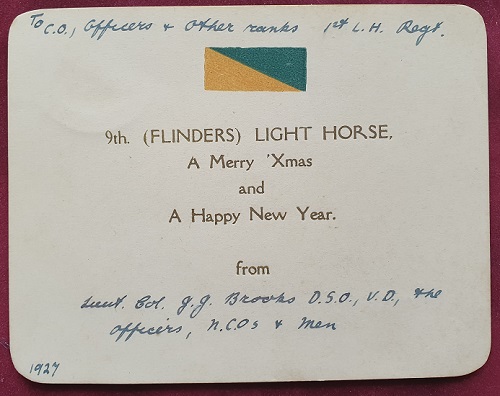 To C.O., Officers & Other ranks 1st L.H. Regt.
9th. (FLINDERS) LIGHT HORSE.
A Merry 'Xmas
and
A Happy New Year.
from
Lieut. Col. G.G. Brooks D.S.O., V.D., the
Officers, N.C.Os & Men
1927